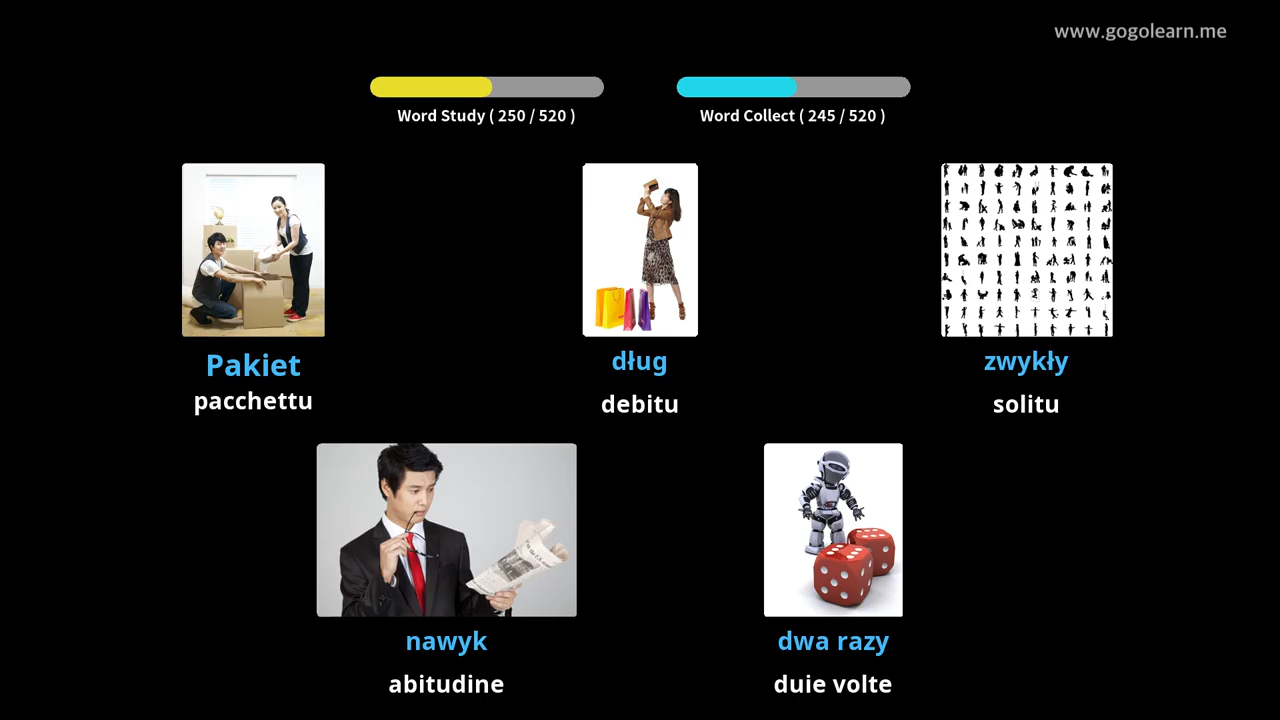 www.gogolearn.me
Word Study ( 250 / 520 )
Word Collect ( 245 / 520 )
Pakiet
pacchettu
dług
debitu
zwykły
solitu
nawyk
abitudine
dwa razy
duie volte